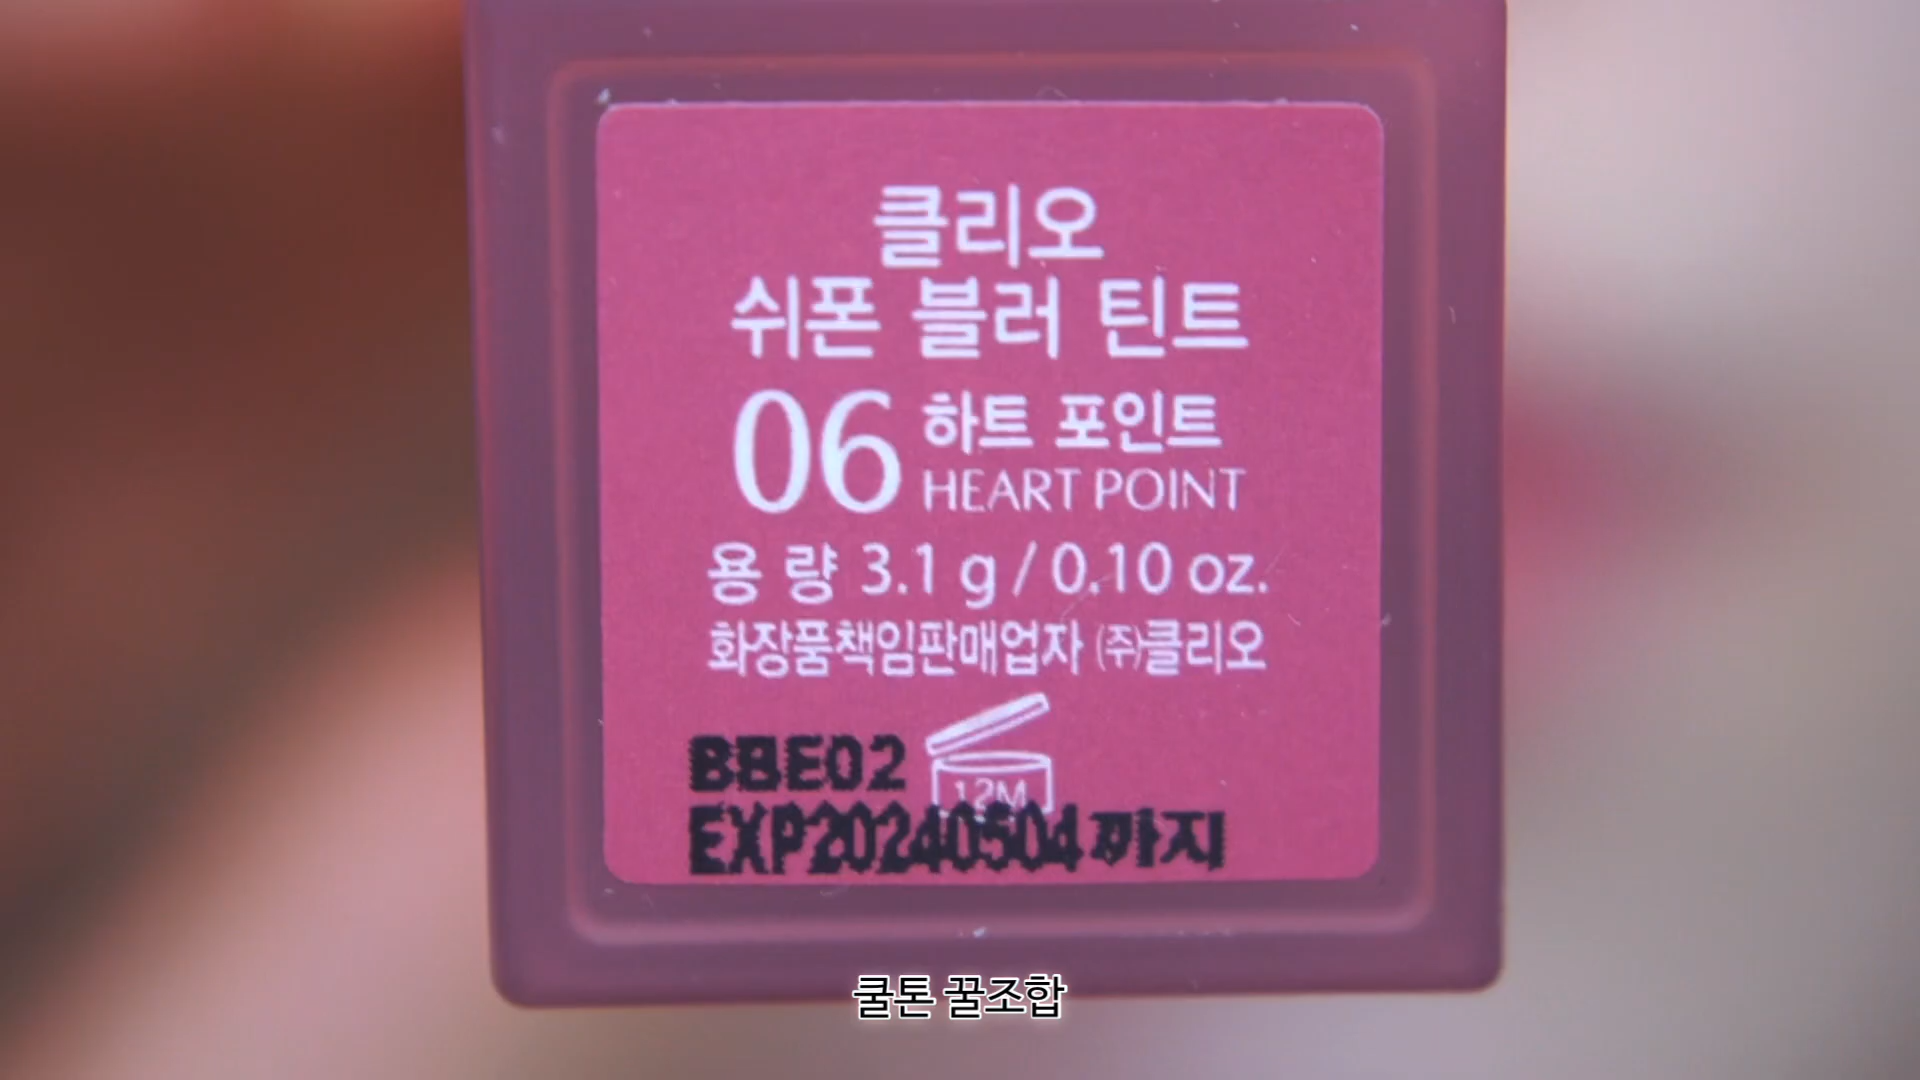 클리오
쉬폰 블러 틴트
06 하트 포인트
HEART POINT
용 량 3.1 g / 0.10 oz.
화장품책임판매업자 ㈜클리오
BBE02
12M
EXP20240504까지
쿨톤 꿀조합